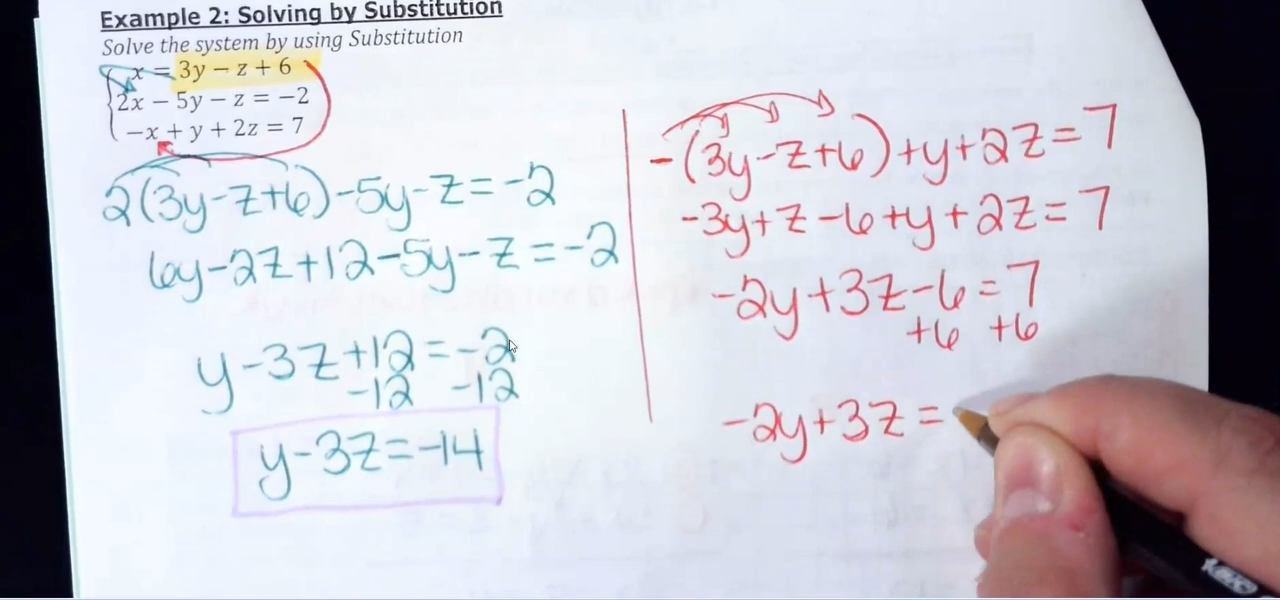 Example 2: Solving by Substitution
Solve the system by using Substitution
x = 3y − z + 6
2x − 5y − z = −2
−x + y + 2z = 7
2(3y-z+6)-5y-z=-2
6y-2z+12-5y-z=-2
y-3z+12=-2
-12 -12
y-3z=-14
-(3y-z+6)+y+2z=7
-3y+z-6+y+2z=7
-2y+3z-6=7
+6 +6
-2y+3z=
BIC